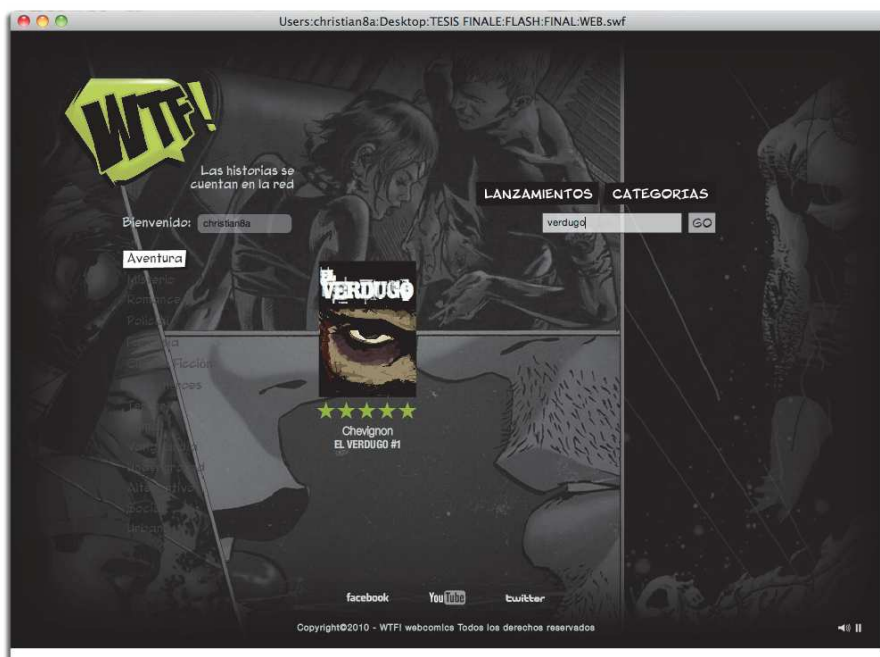 Users:christian8a:Desktop:TESIS FINALE:FLASH:FINAL:WEB.swf
WTF!
Las historias se
cuentan en la red
LANZAMIENTOS CATEGORIAS
Bienvenido: christian8a
verdugo GO
Aventura
Misterio
Romance
EL
VERDUGO
Chevignon
EL VERDUGO #1
facebook YouTube twitter
Copyright©2010 - WTF! webcomics Todos los derechos reservados